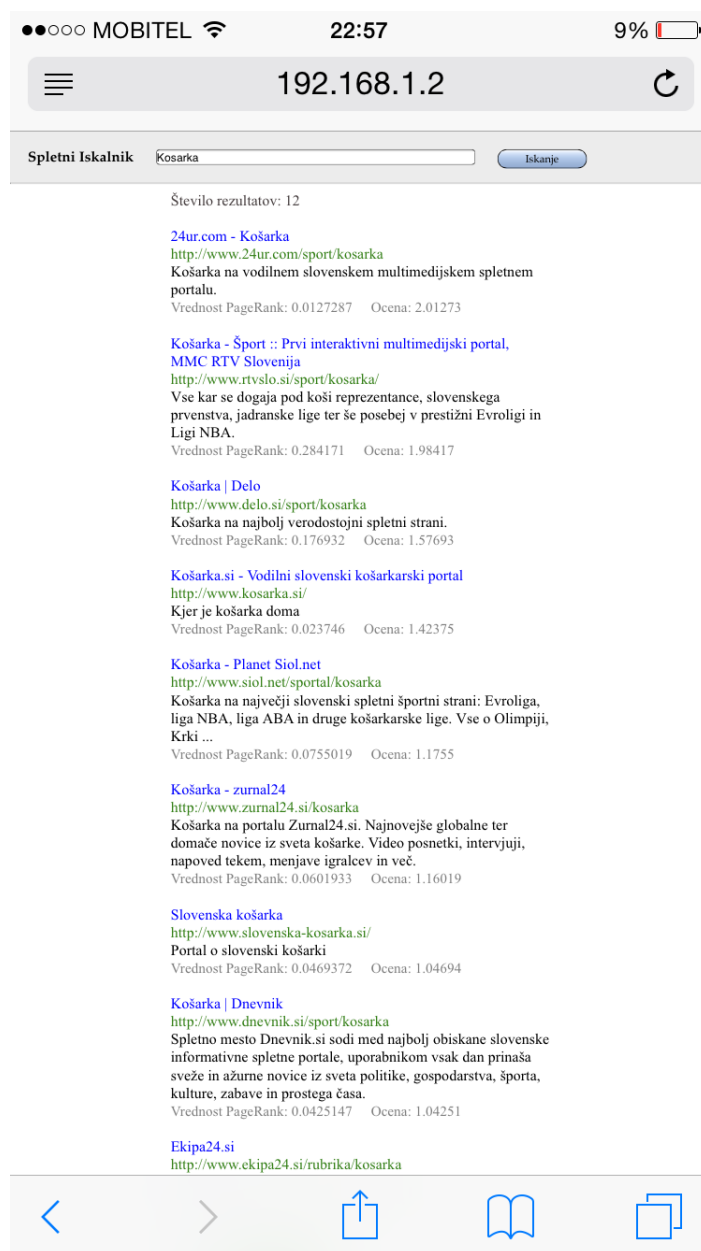 MOBITEL 22:57 9%
192.168.1.2
Spletni Iskalnik Kosarka Iskanje
Število rezultatov: 12
24ur.com - Košarka
http://www.24ur.com/sport/kosarka
Košarka na vodilnem slovenskem multimedijskem spletnem
portalu.
Vrednost PageRank: 0.0127287 Ocena: 2.01273
Košarka - Šport :: Prvi interaktivni multimedijski portal,
MMC RTV Slovenija
http://www.rtvslo.si/sport/kosarka/
Vse kar se dogaja pod koši reprezentance, slovenskega
prvenstva, jadranske lige ter še posebej v prestižni Evroligi in
Ligi NBA.
Vrednost PageRank: 0.284171 Ocena: 1.98417
Košarka | Delo
http://www.delo.si/sport/kosarka
Košarka na najbolj verodostojni spletni strani.
Vrednost PageRank: 0.176932 Ocena: 1.57693
Košarka.si - Vodilni slovenski košarkarski portal
http://www.kosarka.si/
Kjer je košarka doma
Vrednost PageRank: 0.023746 Ocena: 1.42375
Košarka - Planet Siol.net
http://www.siol.net/sportal/kosarka
Košarka na največji slovenski spletni športni strani: Evroliga,
liga NBA, liga ABA in druge košarkarske lige. Vse o Olimpiji,
Krki ...
Vrednost PageRank: 0.0755019 Ocena: 1.1755
Košarka - zurnal24
http://www.zurnal24.si/kosarka
Košarka na portalu Zurnal24.si. Najnovejše globalne ter
domače novice iz sveta košarke. Video posnetki, intervjuji,
napoved tekem, menjave igralcev in več.
Vrednost PageRank: 0.0601933 Ocena: 1.16019
Slovenska košarka
http://www.slovenska-kosarka.si/
Portal o slovenski košarki
Vrednost PageRank: 0.0469372 Ocena: 1.04694
Košarka | Dnevnik
http://www.dnevnik.si/sport/kosarka
Spletno mesto Dnevnik.si sodi med najbolj obiskane slovenske
informativne spletne portale, uporabnikom vsak dan prinaša
sveže in ažurne novice iz sveta politike, gospodarstva, športa,
kulture, zabave in prostega časa.
Vrednost PageRank: 0.0425147 Ocena: 1.04251
Ekipa24.si
http://www.ekipa24.si/rubrika/kosarka